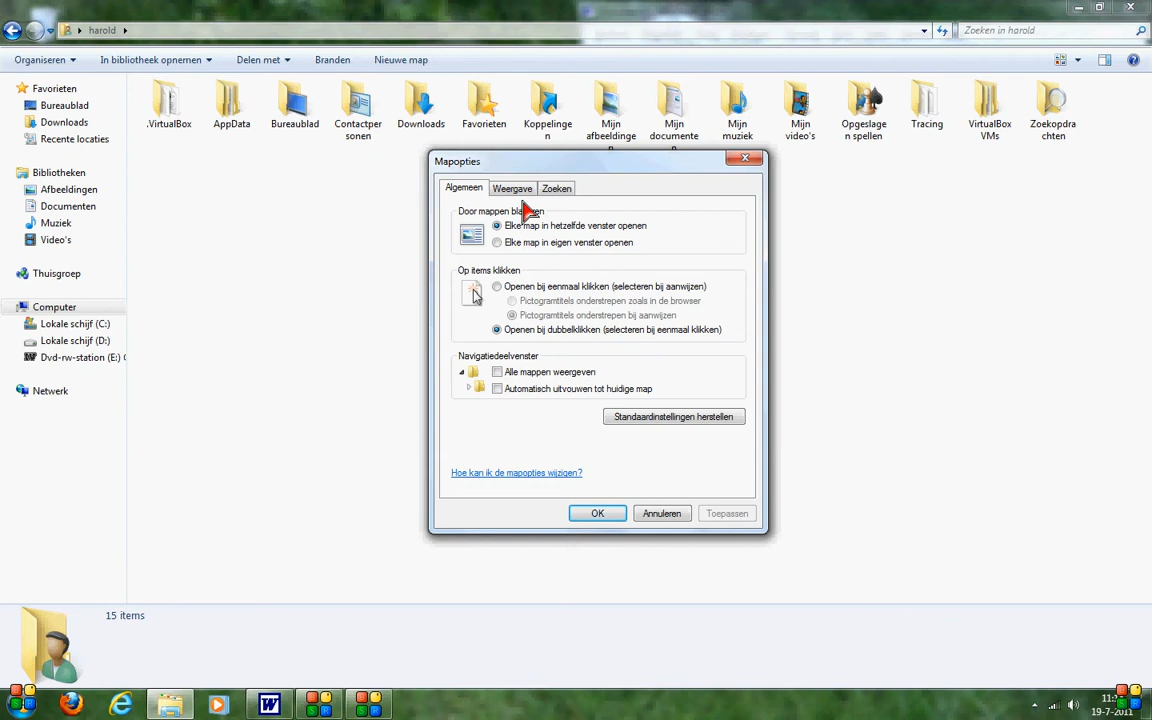 harold
Zoeken in harold
Organiseren
In bibliotheek opnemen
Delen met
Branden
Nieuwe map
Favorieten
Bureaublad
Downloads
Recente locaties
Bibliotheken
Afbeeldingen
Documenten
Muziek
Video's
Thuisgroep
Computer
Lokale schijf (C:)
Lokale schijf (D:)
Dvd-rw-station (E:)
Netwerk
.VirtualBox
AppData
Bureaublad
Contactper
sonen
Downloads
Favorieten
Koppelinge
n
Mijn
afbeeldinge
n
Mijn
documente
n
Mijn
muziek
Mijn
video's
Opgeslage
n spellen
Tracing
VirtualBox
VMs
Zoekopdra
chten
Mapopties
Algemeen
Weergave
Zoeken
Door mappen
Elke map in hetzelfde venster openen
Elke map in eigen venster openen
Op items klikken
Openen bij eenmaal klikken (selecteren bij aanwijzen)
Pictogramtitels onderstrepen zoals in de browser
Pictogramtitels onderstrepen bij aanwijzen
Openen bij dubbelklikken (selecteren bij eenmaal klikken)
Navigatiedeelvenster
Alle mappen weergeven
Automatisch uitvouwen tot huidige map
Standaardinstellingen herstellen
Hoe kan ik de mapopties wijzigen?
OK
Annuleren
Toepassen
15 items
W
19-7-2011